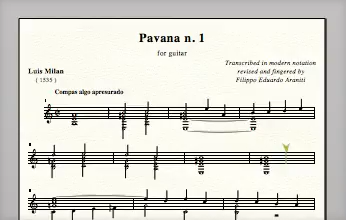 Pavana n. 1
for guitar
Transcribed in modern notation
revised and fingered by
Filippo Eduardo Araniti
Luis Milan
( 1535 )
Compas algo apresurado